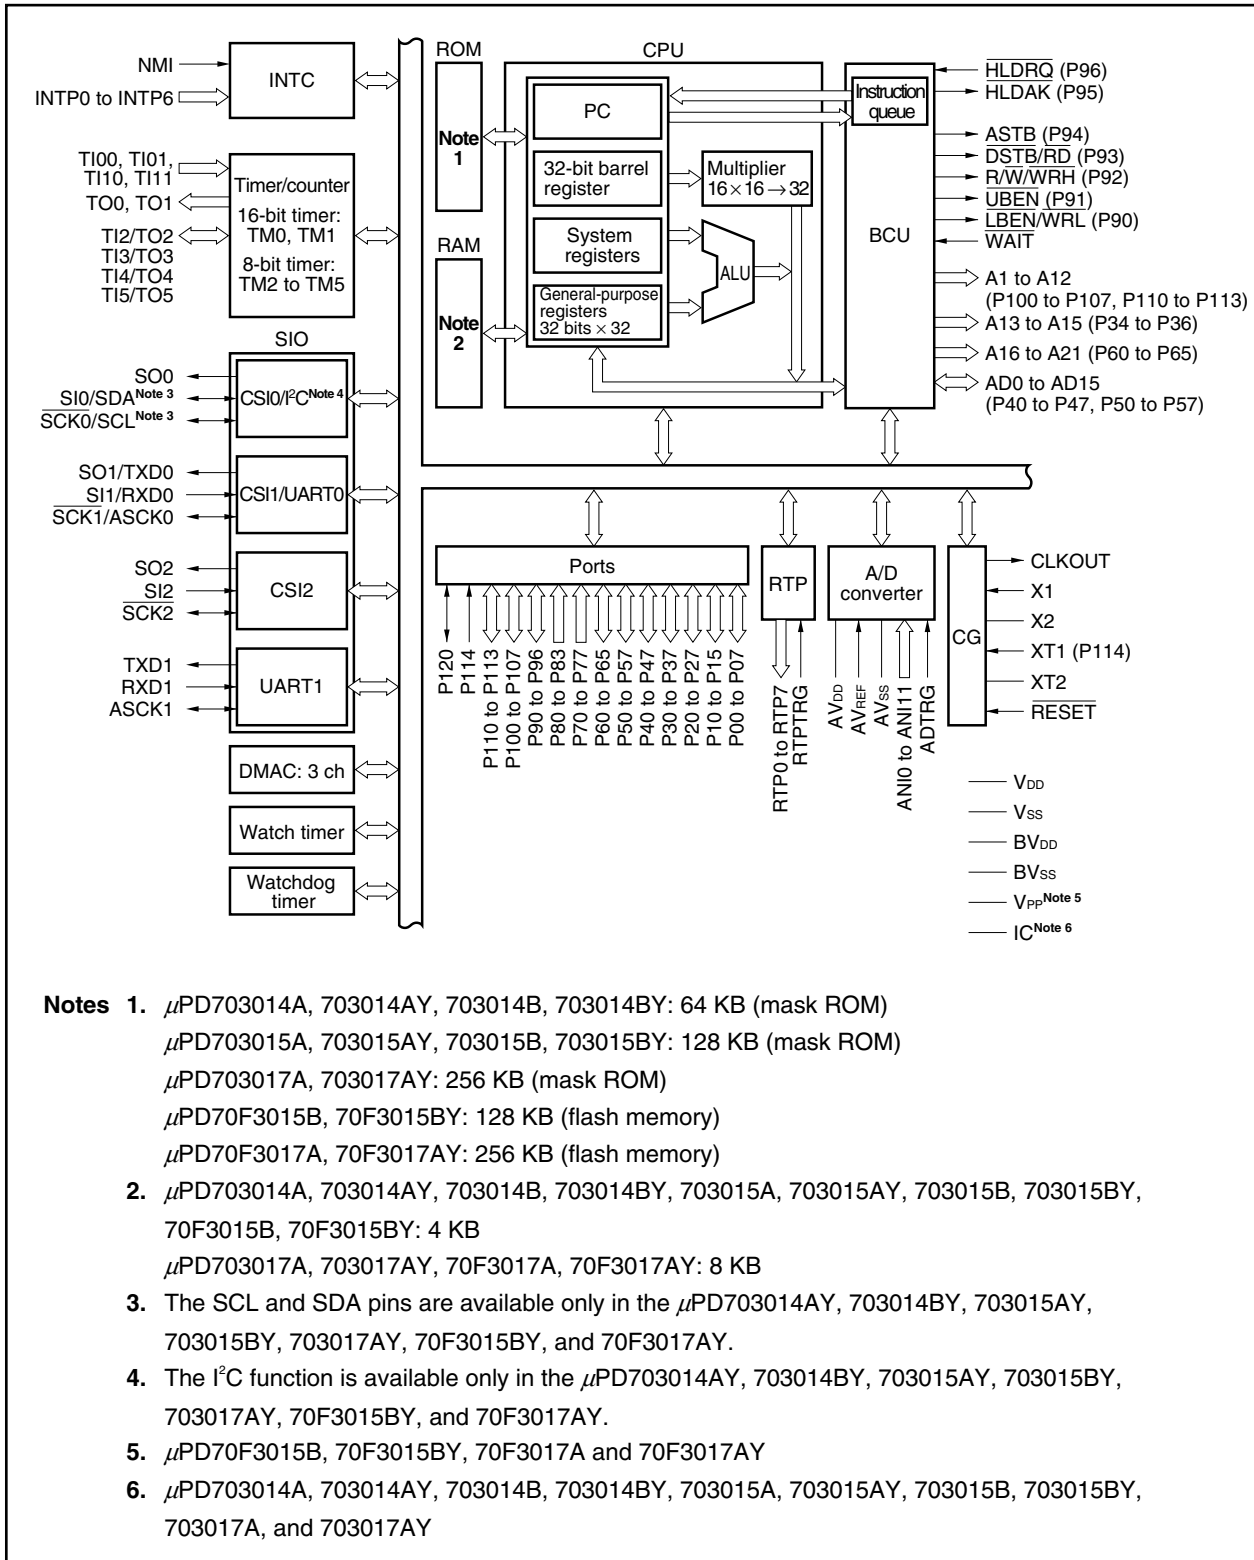 NMI
INTP0 to INTP6
INTC
TI00, TI01,
TI10, TI11
TO0, TO1
TI2/TO2
TI3/TO3
TI4/TO4
TI5/TO5
Timer/counter
16-bit timer:
TM0, TM1
8-bit timer:
TM2 to TM5
SIO
SO0
SI0/SDA Note 3
SCK0/SCL Note 3
CSI0/I²C Note 4
SO1/TXD0
SI1/RXD0
SCK1/ASCK0
CSI1/UART0
SO2
SI2
SCK2
CSI2
TXD1
RXD1
ASCK1
UART1
DMAC: 3 ch
Watch timer
Watchdog
timer
ROM
Note
1
RAM
Note
2
CPU
PC
32-bit barrel
register
System
registers
General-purpose
registers
32 bits × 32
Multiplier
16 × 16 → 32
ALU
Instruction
queue
BCU
HLDRQ (P96)
HLDAK (P95)
ASTB (P94)
DSTB/RD (P93)
R/W/WRH (P92)
UBEN (P91)
LBEN/WRL (P90)
WAIT
A1 to A12
(P100 to P107, P110 to P113)
A13 to A15 (P34 to P36)
A16 to A21 (P60 to P65)
AD0 to AD15
(P40 to P47, P50 to P57)
Ports
P120
P114
P110 to P113
P100 to P107
P90 to P96
P80 to P83
P70 to P77
P60 to P65
P50 to P57
P40 to P47
P30 to P37
P20 to P27
P10 to P15
P00 to P07
RTP
RTP0 to RTP7
RTPTRG
A/D
converter
AVDD
AVREF
AVSS
ANI0 to ANI11
ADTRG
CG
CLKOUT
X1
X2
XT1 (P114)
XT2
RESET
VDD
VSS
BVDD
BVSS
VPP Note 5
IC Note 6
Notes 1. μPD703014A, 703014AY, 703014B, 703014BY: 64 KB (mask ROM)
μPD703015A, 703015AY, 703015B, 703015BY: 128 KB (mask ROM)
μPD703017A, 703017AY: 256 KB (mask ROM)
μPD70F3015B, 70F3015BY: 128 KB (flash memory)
μPD70F3017A, 70F3017AY: 256 KB (flash memory)
2. μPD703014A, 703014AY, 703014B, 703014BY, 703015A, 703015AY, 703015B, 703015BY,
70F3015B, 70F3015BY: 4 KB
μPD703017A, 703017AY, 70F3017A, 70F3017AY: 8 KB
3. The SCL and SDA pins are available only in the μPD703014AY, 703014BY, 703015AY,
703015BY, 703017AY, 70F3015BY, and 70F3017AY.
4. The I²C function is available only in the μPD703014AY, 703014BY, 703015AY, 703015BY,
703017AY, 70F3015BY, and 70F3017AY.
5. μPD70F3015B, 70F3015BY, 70F3017A and 70F3017AY
6. μPD703014A, 703014AY, 703014B, 703014BY, 703015A, 703015AY, 703015B, 703015BY,
703017A, and 703017AY